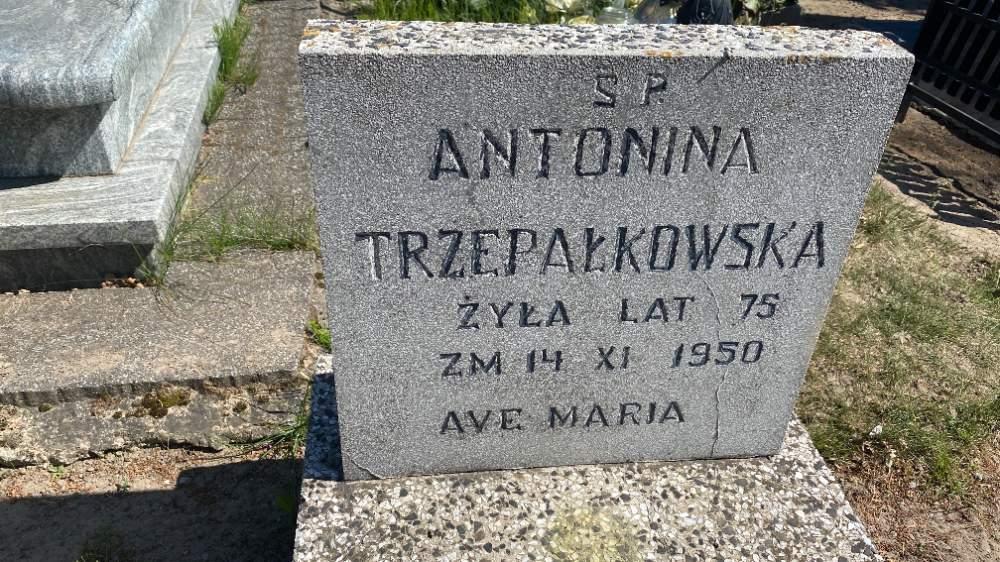 Ś P.
ANTONINA
TRZEPAŁKOWSKA
ŻYŁA LAT 75
ZM 14 XI 1950
AVE MARIA